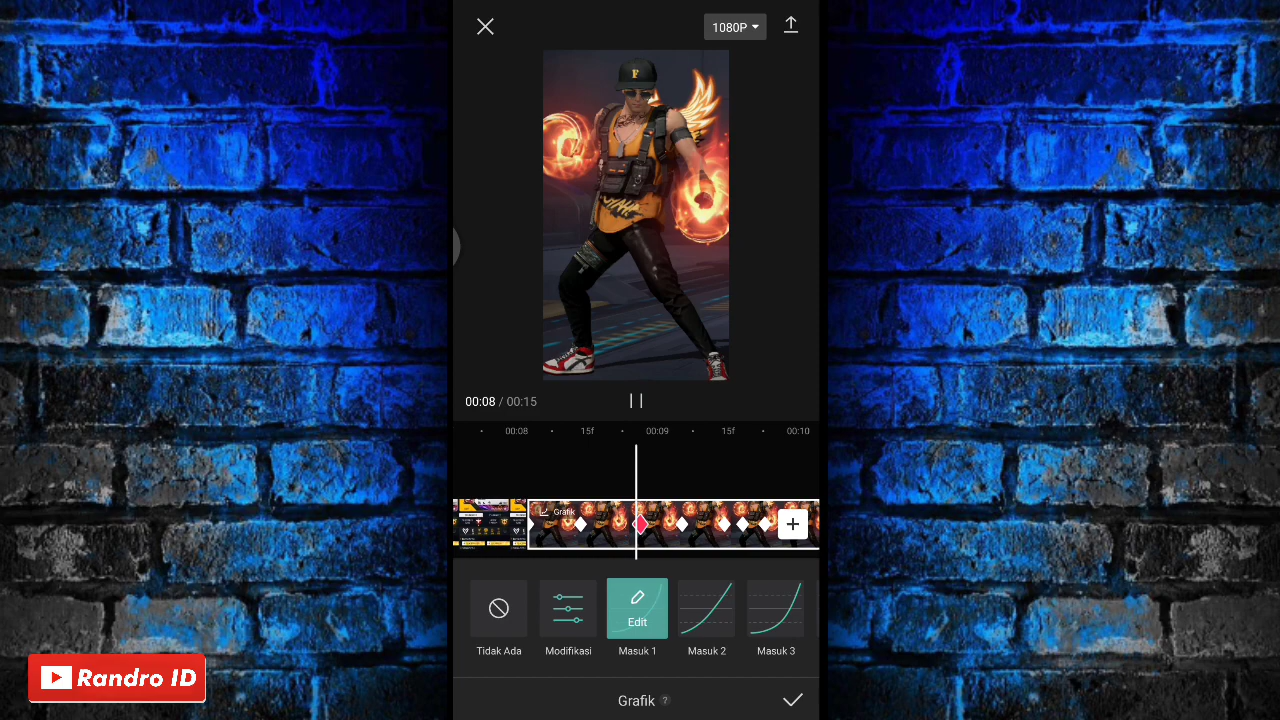 1080P
F
00:08 / 00:15
00:08
15f
00:09
15f
00:10
Grafik
Edit
Tidak Ada
Modifikasi
Masuk 1
Masuk 2
Masuk 3
Grafik ?
Randro ID